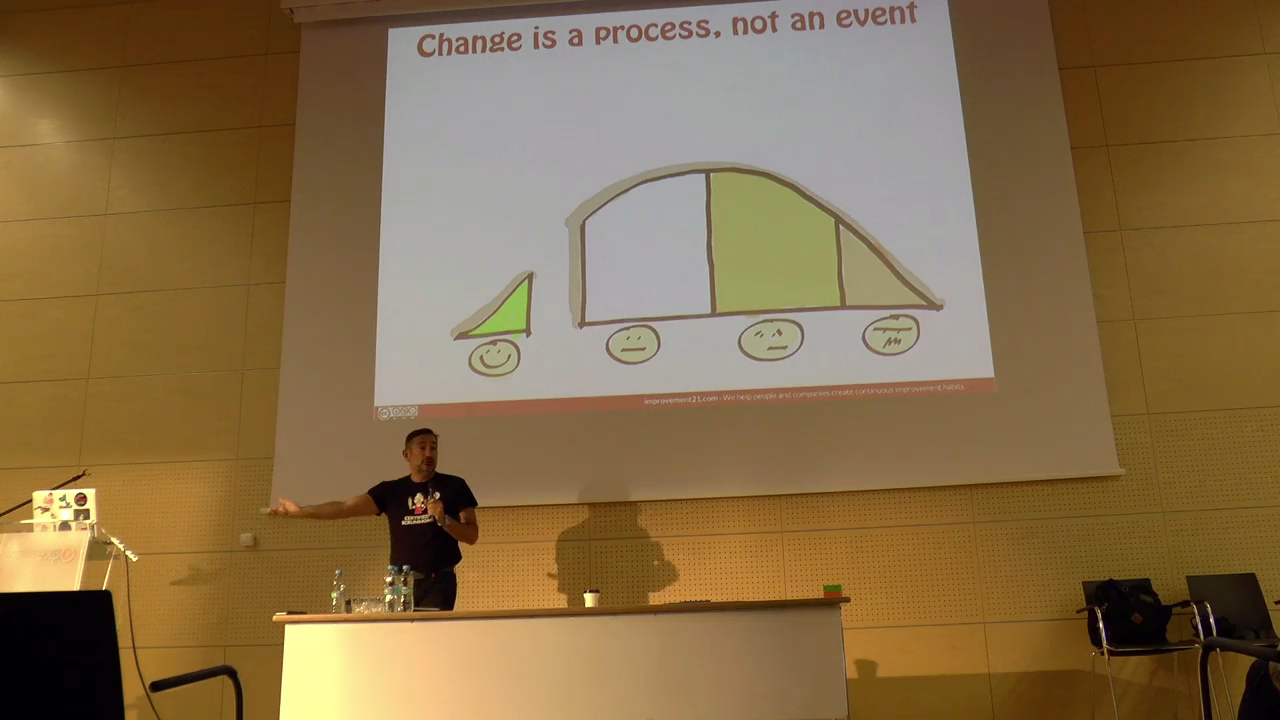 Change is a process, not an event
improvement21.com - We help people and companies create continuous improvement habits